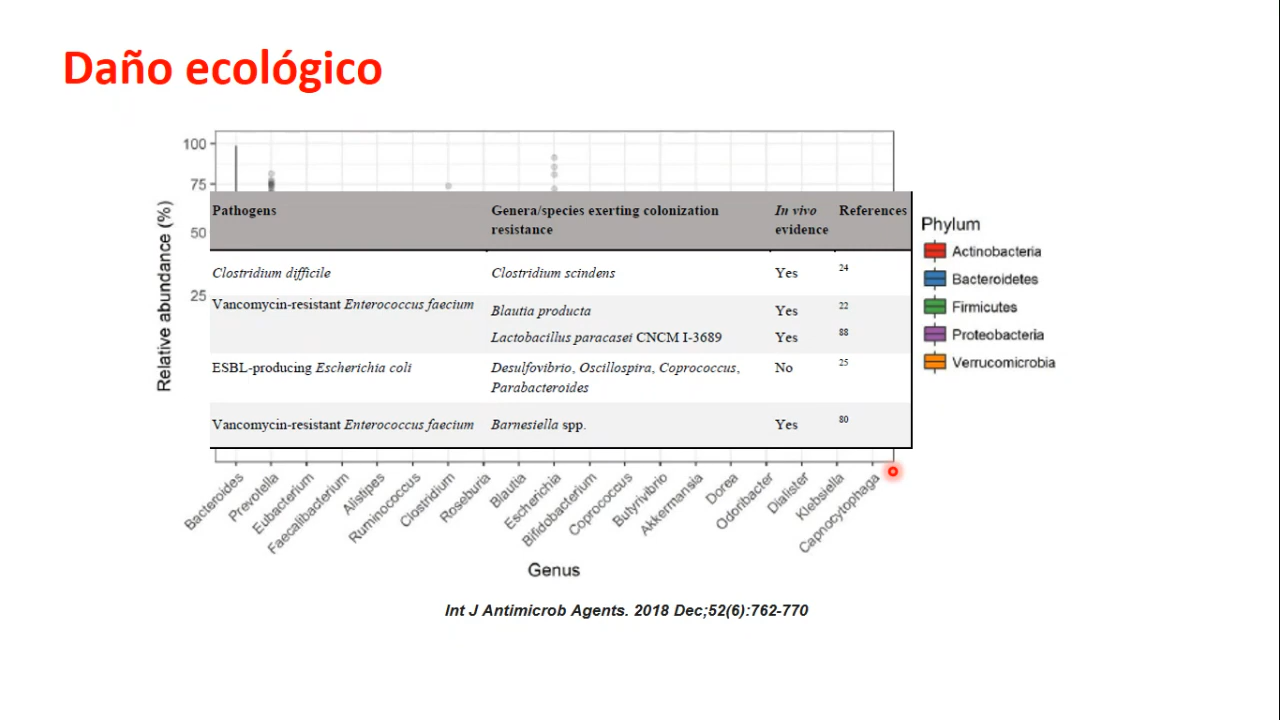 Daño ecológico
100
75
50
25
Relative abundance (%)
Pathogens Genera/species exerting colonization resistance In vivo evidence References
Clostridium difficile Clostridium scindens Yes 24
Vancomycin-resistant Enterococcus faecium Blautia producta Yes 22
Lactobacillus paracasei CNCM I-3689 Yes 88
ESBL-producing Escherichia coli Desulfovibrio, Oscillospira, Coprococcus, Parabacteroides No 25
Vancomycin-resistant Enterococcus faecium Barnesiella spp. Yes 80
Phylum
Actinobacteria
Bacteroidetes
Firmicutes
Proteobacteria
Verrucomicrobia
Bacteroides
Prevotella
Eubacterium
Faecalibacterium
Alistipes
Ruminococcus
Clostridium
Roseburia
Blautia
Escherichia
Bifidobacterium
Coprococcus
Butyrivibrio
Akkermansia
Dorea
Odoribacter
Dialister
Klebsiella
Capnocytophaga
Genus
Int J Antimicrob Agents. 2018 Dec;52(6):762-770